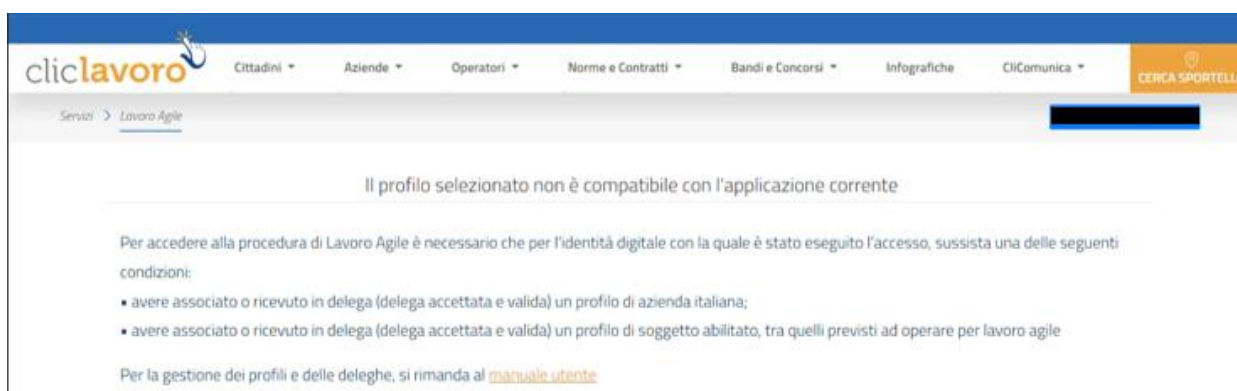 cliclavoro
Cittadini Aziende Operatori Norme e Contratti Bandi e Concorsi Infografiche CliComunica CERCA SPORTELL
Servizi > Lavoro Agile
Il profilo selezionato non è compatibile con l'applicazione corrente
Per accedere alla procedura di Lavoro Agile è necessario che per l'identità digitale con la quale è stato eseguito l'accesso, sussista una delle seguenti
condizioni:
• avere associato o ricevuto in delega (delega accettata e valida) un profilo di azienda italiana;
• avere associato o ricevuto in delega (delega accettata e valida) un profilo di soggetto abilitato, tra quelli previsti ad operare per lavoro agile
Per la gestione dei profili e delle deleghe, si rimanda al manuale utente